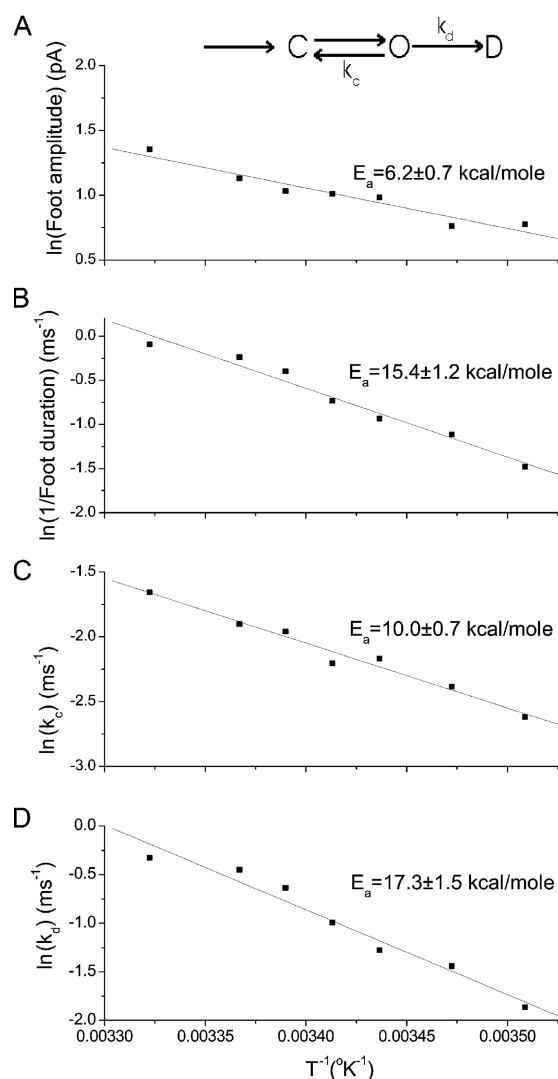 A
C O D
k_c k_d
ln(Foot amplitude) (pA)
2.0
1.5
1.0
0.5
E_a=6.2±0.7 kcal/mole
B
ln(1/Foot duration) (ms^-1)
0.0
-0.5
-1.0
-1.5
-2.0
E_a=15.4±1.2 kcal/mole
C
ln(k_c) (ms^-1)
-1.5
-2.0
-2.5
-3.0
E_a=10.0±0.7 kcal/mole
D
ln(k_d) (ms^-1)
0.0
-0.5
-1.0
-1.5
-2.0
E_a=17.3±1.5 kcal/mole
0.00330 0.00335 0.00340 0.00345 0.00350
T^-1(°K^-1)